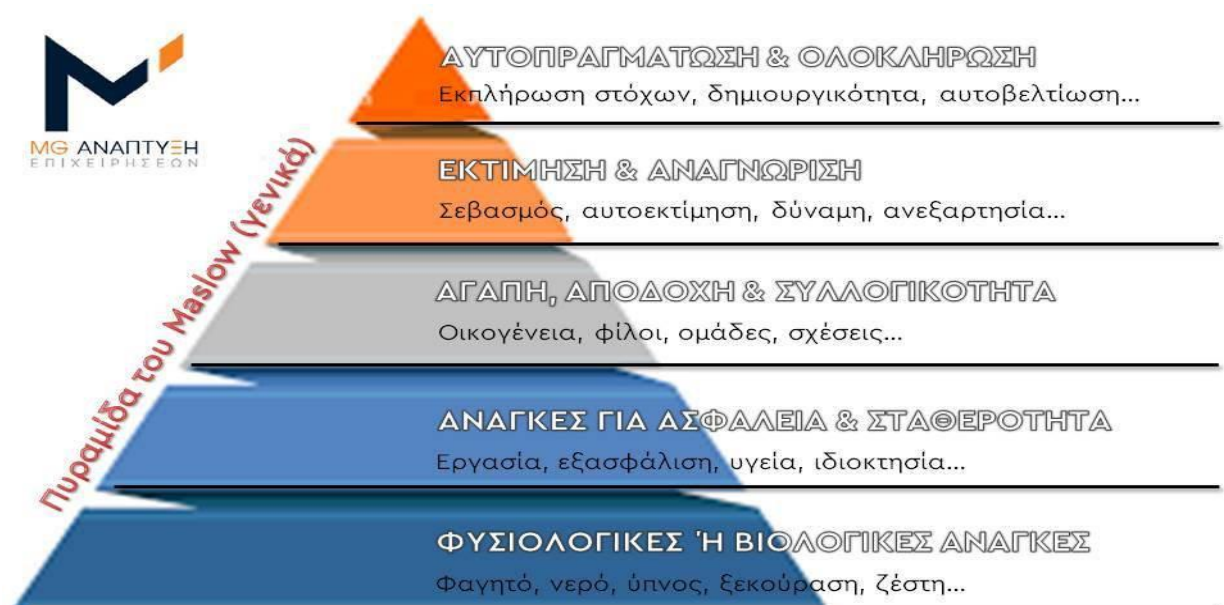 MG ΑΝΑΠΤΥΞΗ
ΕΠΙΧΕΙΡΗΣΕΩΝ
Πυραμίδα του Maslow (γενικά)
ΑΥΤΟΠΡΑΓΜΑΤΩΣΗ & ΟΛΟΚΛΗΡΩΣΗ
Εκπλήρωση στόχων, δημιουργικότητα, αυτοβελτίωση...
ΕΚΤΙΜΗΣΗ & ΑΝΑΓΝΩΡΙΣΗ
Σεβασμός, αυτοεκτίμηση, δύναμη, ανεξαρτησία...
ΑΓΑΠΗ, ΑΠΟΔΟΧΗ & ΣΥΛΛΟΓΙΚΟΤΗΤΑ
Οικογένεια, φίλοι, ομάδες, σχέσεις...
ΑΝΑΓΚΕΣ ΓΙΑ ΑΣΦΑΛΕΙΑ & ΣΤΑΘΕΡΟΤΗΤΑ
Εργασία, εξασφάλιση, υγεία, ιδιοκτησία...
ΦΥΣΙΟΛΟΓΙΚΕΣ Ή ΒΙΟΛΟΓΙΚΕΣ ΑΝΑΓΚΕΣ
Φαγητό, νερό, ύπνος, ξεκούραση, ζέστη...